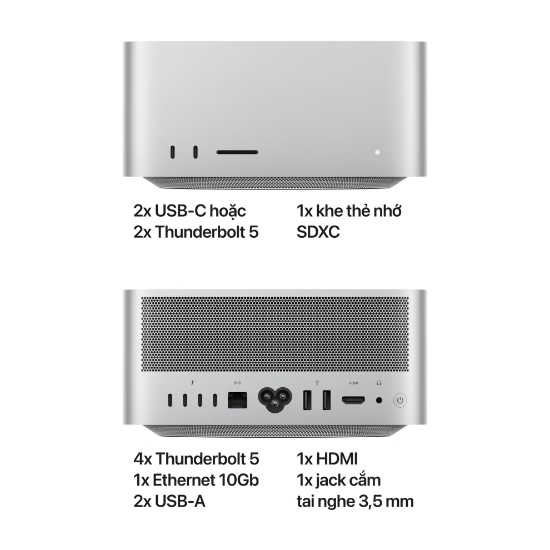 2x USB-C hoặc
2x Thunderbolt 5
1x khe thẻ nhớ
SDXC
HDMI
4x Thunderbolt 5
1x Ethernet 10Gb
2x USB-A
1x HDMI
1x jack cắm
tai nghe 3,5 mm